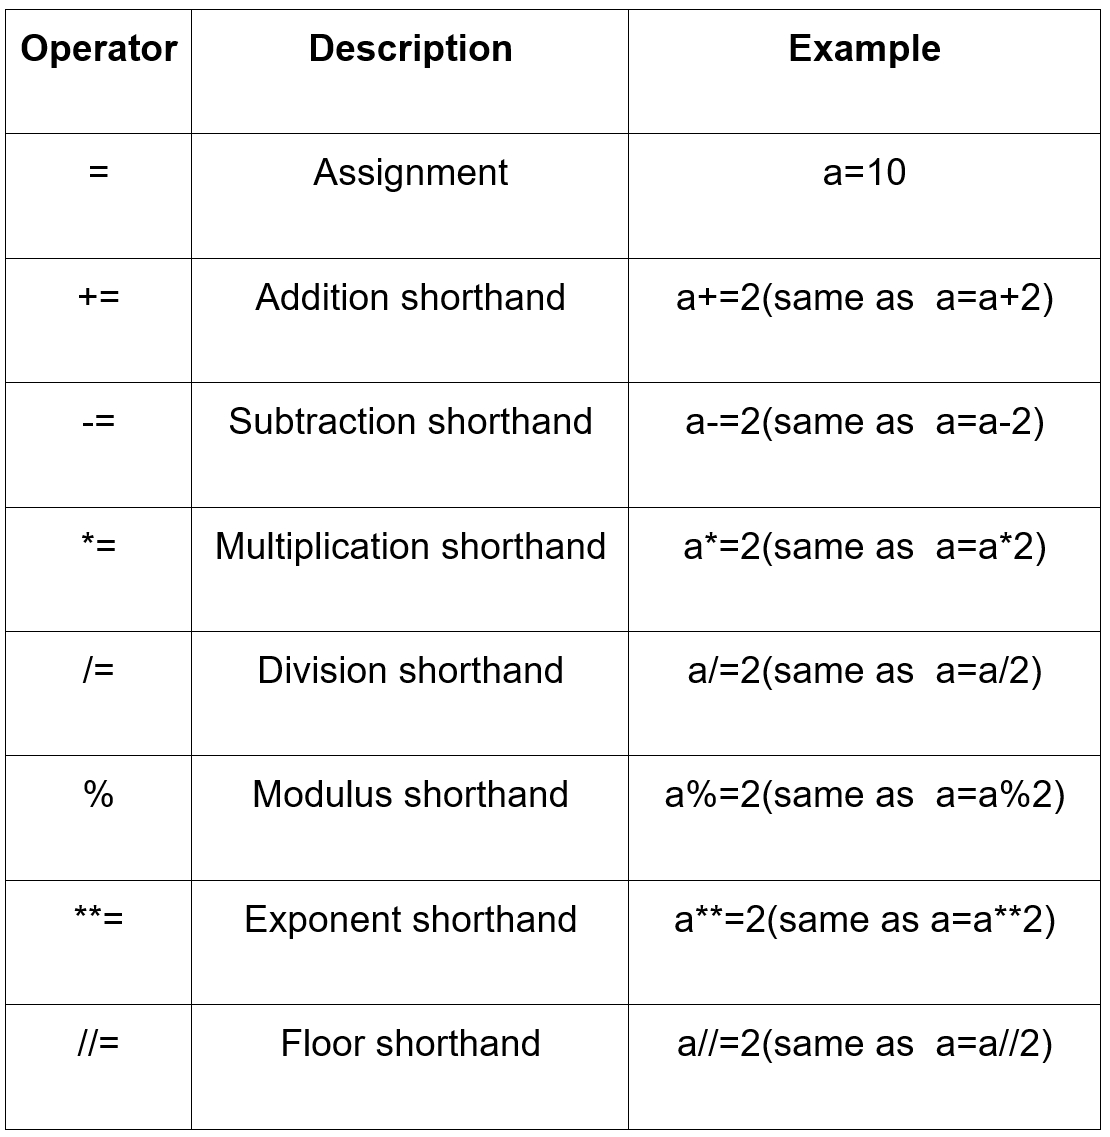 Operator Description Example
= Assignment a=10
+= Addition shorthand a+=2(same as  a=a+2)
-= Subtraction shorthand a-=2(same as  a=a-2)
*= Multiplication shorthand a*=2(same as  a=a*2)
/= Division shorthand a/=2(same as  a=a/2)
% Modulus shorthand a%=2(same as  a=a%2)
**= Exponent shorthand a**=2(same as a=a**2)
//= Floor shorthand a//=2(same as  a=a//2)